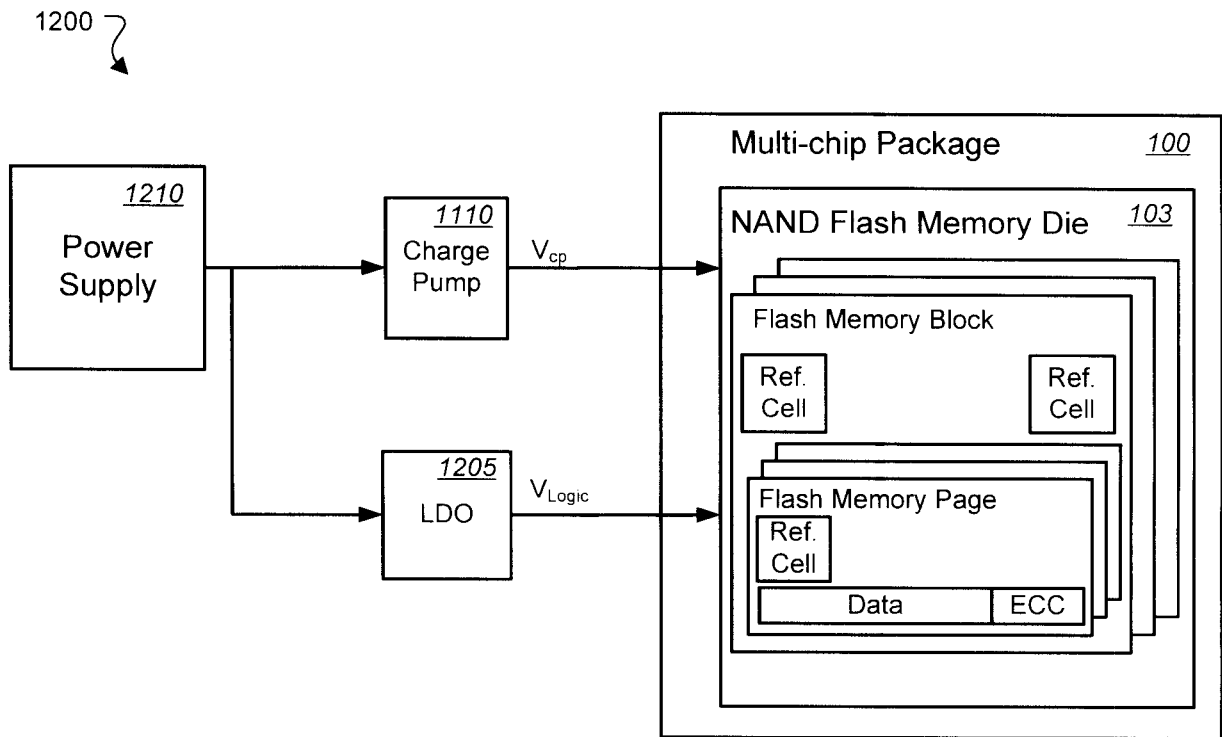 1200
1210
Power
Supply
1110
Charge
Pump
Vcp
1205
LDO
VLogic
Multi-chip Package 100
NAND Flash Memory Die 103
Flash Memory Block
Ref.
Cell
Ref.
Cell
Flash Memory Page
Ref.
Cell
Data ECC